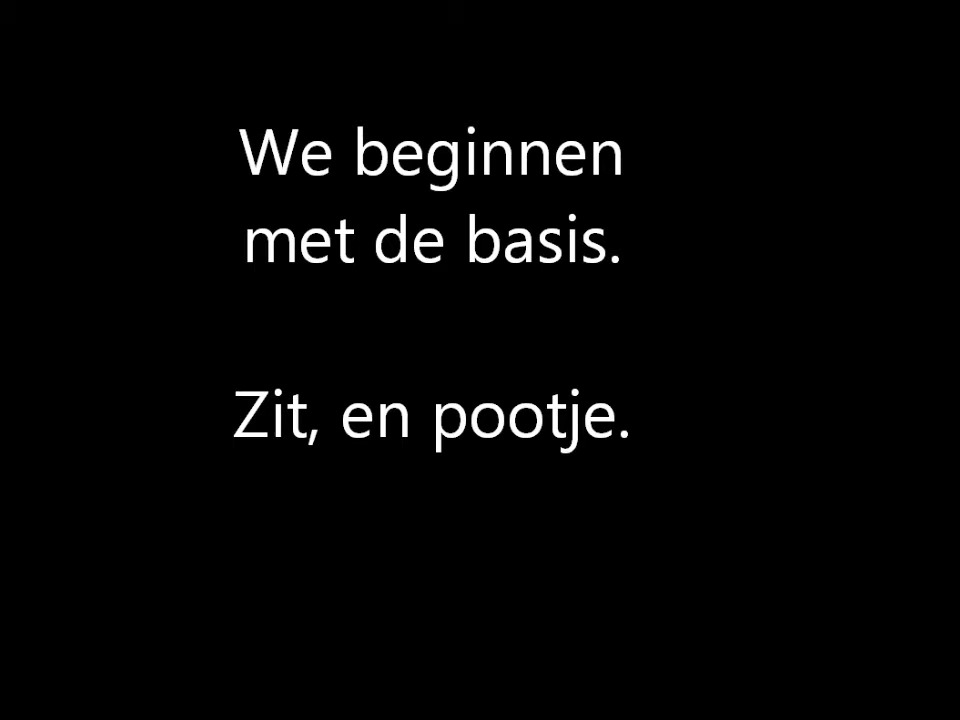 We beginnen
met de basis.
Zit, en pootje.